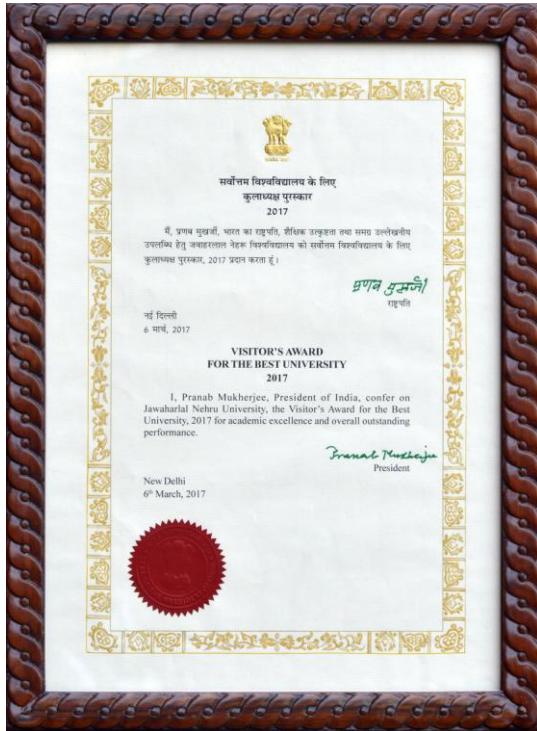 सर्वोत्तम विश्वविद्यालय के लिए
कुलाध्यक्ष पुरस्कार
2017
मैं, प्रणब मुखर्जी, भारत का राष्ट्रपति, शैक्षिक उत्कृष्टता तथा समग्र उल्लेखनीय
उपलब्धि हेतु जवाहरलाल नेहरू विश्वविद्यालय को सर्वोत्तम विश्वविद्यालय के लिए
कुलाध्यक्ष पुरस्कार, 2017 प्रदान करता हूं।
प्रणब मुखर्जी
राष्ट्रपति
नई दिल्ली
6 मार्च, 2017
VISITOR'S AWARD
FOR THE BEST UNIVERSITY
2017
I, Pranab Mukherjee, President of India, confer on
Jawaharlal Nehru University, the Visitor's Award for the Best
University, 2017 for academic excellence and overall outstanding
performance.
Pranab Mukherjee
President
New Delhi
6th March, 2017